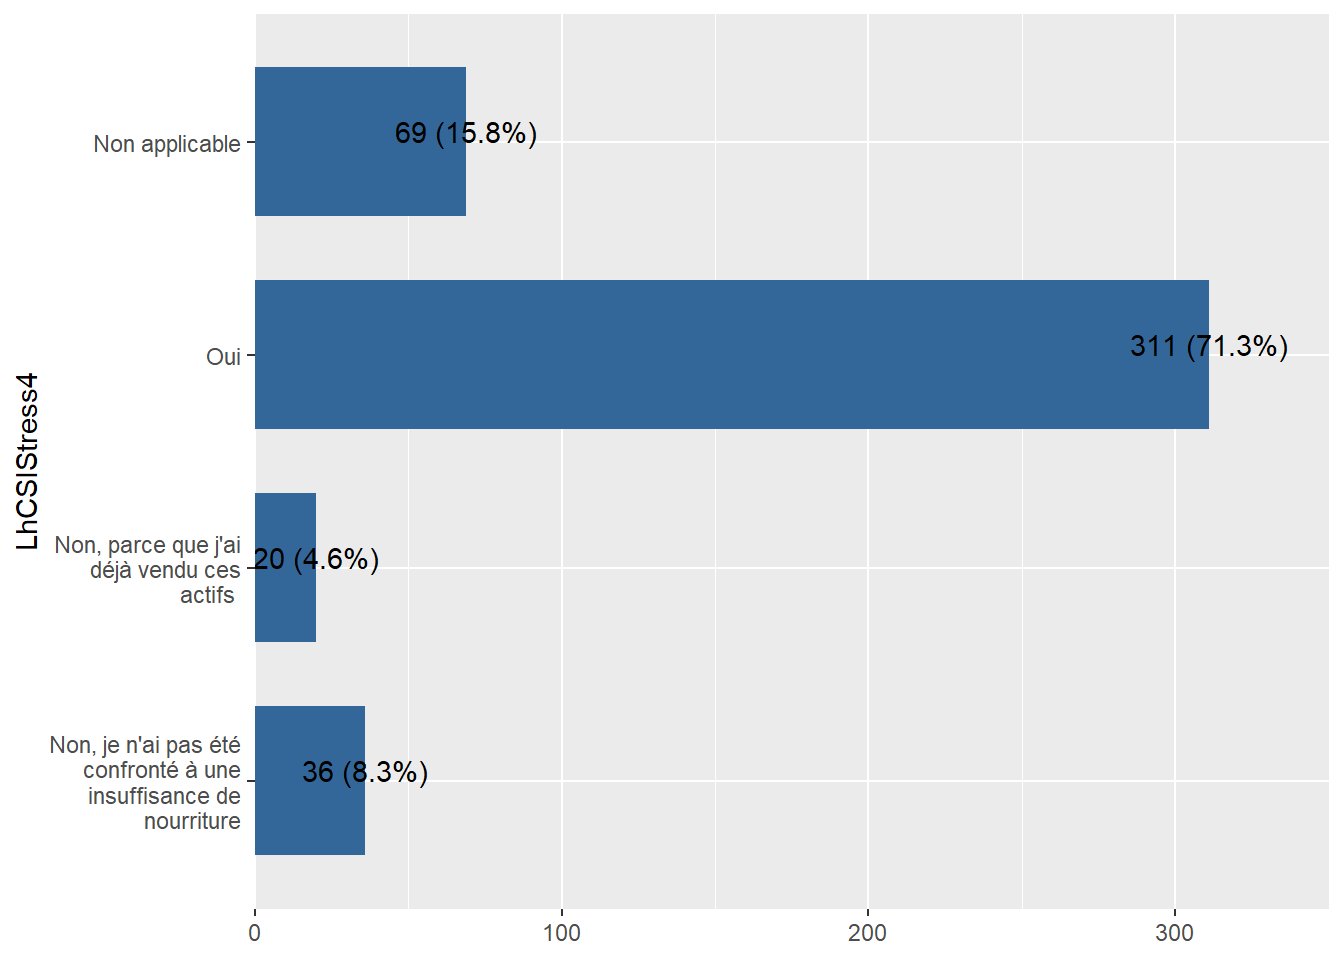 LhCSIStress4
Non applicable
69 (15.8%)
Oui
311 (71.3%)
Non, parce que j'ai
déjà vendu ces
actifs
20 (4.6%)
Non, je n'ai pas été
confronté à une
insuffisance de
nourriture
36 (8.3%)
0
100
200
300